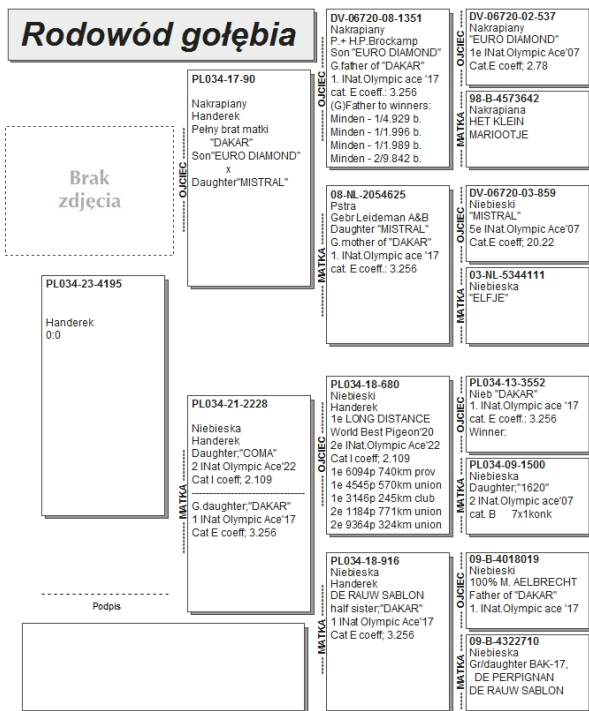 Rodowód gołębia
Brak
zdjęcia
PL034-23-4195
Handerek
0:0
Podpis
OJCIEC
PL034-17-90
Nakrapiany
Handerek
Pełny brat matki
"DAKAR"
Son"EURO DIAMOND"
x
Daughter"MISTRAL"
MATKA
PL034-21-2228
Niebieska
Handerek
Daughter;"COMA"
2 INat Olympic Ace'22
Cat I coeff; 2.109
G.daughter;"DAKAR"
1 INat Olympic Ace'17
Cat E coeff; 3.256
OJCIEC
DV-06720-08-1351
Nakrapiany
P.+ H.P.Brockamp
Son "EURO DIAMOND"
G.father of "DAKAR"
1. INat.Olympic ace '17
cat. E coeff.: 3.256
(G)Father to winners:
Minden - 1/4.929 b.
Minden - 1/1.996 b.
Minden - 1/1.989 b.
Minden - 2/9.842 b.
MATKA
08-NL-2054625
Pstra
Gebr Leideman A&B
Daughter "MISTRAL"
G.mother of "DAKAR"
1. INat.Olympic ace '17
cat. E coeff.: 3.256
OJCIEC
PL034-18-680
Niebieski
Handerek
1e LONG DISTANCE
World Best Pigeon'20
2e INat.Olympic Ace'22
Cat I coeff; 2.109
1e 6094p 740km prov
1e 4545p 570km union
1e 3146p 245km club
2e 1184p 771km union
2e 9364p 324km union
MATKA
PL034-18-916
Niebieska
Handerek
DE RAUW SABLON
half sister;"DAKAR"
1 INat Olympic Ace'17
Cat E coeff; 3.256
OJCIEC
DV-06720-02-537
Nakrapiany
"EURO DIAMOND"
1e INat.Olympic Ace'07
Cat.E coeff; 2.78
MATKA
98-B-4573642
Nakrapiana
HET KLEIN
MARIOOTJE
OJCIEC
DV-06720-03-859
Niebieski
"MISTRAL"
5e INat.Olympic Ace'07
Cat.E coeff; 20.22
MATKA
03-NL-5344111
Niebieska
"ELFJE"
OJCIEC
PL034-13-3552
Nieb "DAKAR"
1. INat.Olympic ace '17
cat. E coeff.: 3.256
Winner:
MATKA
PL034-09-1500
Niebieska
Daughter;"1620"
2 INat.Olympic ace'07
cat. B 7x1konk
OJCIEC
09-B-4018019
Niebieski
100% M. AELBRECHT
Father of "DAKAR"
1. INat.Olympic ace '17
MATKA
09-B-4322710
Niebieska
Gr/daughter BAK-17,
DE PERPIGNAN
DE RAUW SABLON